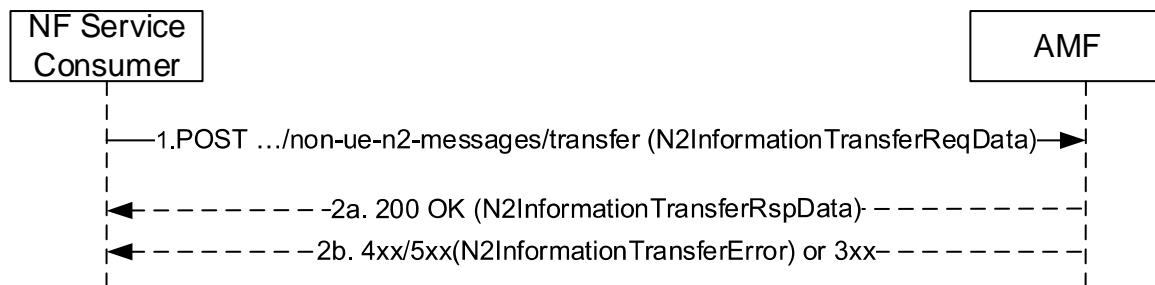 NF Service
Consumer
AMF
1.POST …/non-ue-n2-messages/transfer (N2InformationTransferReqData)
2a. 200 OK (N2InformationTransferRspData)
2b. 4xx/5xx(N2InformationTransferError) or 3xx